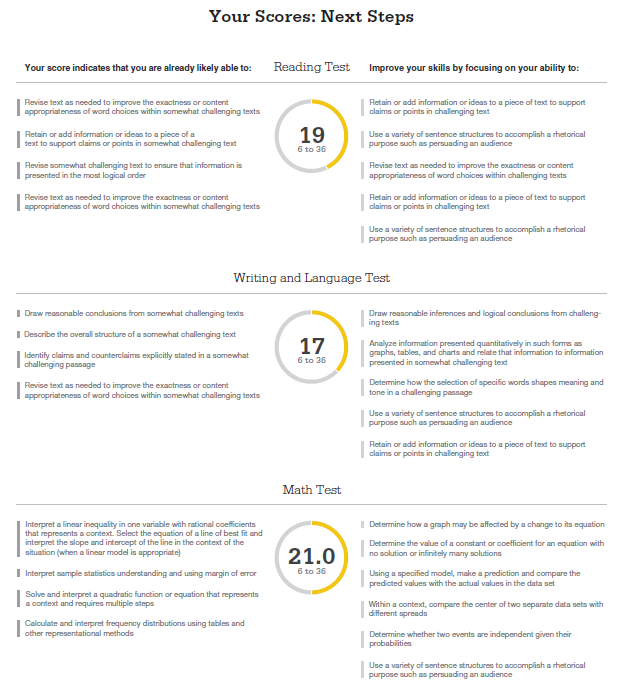 Your Scores: Next Steps
Your score indicates that you are already likely able to:
Reading Test
Improve your skills by focusing on your ability to:
Revise text as needed to improve the exactness or content
appropriateness of word choices within somewhat challenging texts
Retain or add information or ideas to a piece of a
text to support claims or points in somewhat challenging text
Revise somewhat challenging text to ensure that information is
presented in the most logical order
Revise text as needed to improve the exactness or content
appropriateness of word choices within somewhat challenging texts
19
6 to 36
Retain or add information or ideas to a piece of text to support
claims or points in challenging text
Use a variety of sentence structures to accomplish a rhetorical
purpose such as persuading an audience
Revise text as needed to improve the exactness or content
appropriateness of word choices within challenging texts
Retain or add information or ideas to a piece of text to support
claims or points in challenging text
Use a variety of sentence structures to accomplish a rhetorical
purpose such as persuading an audience
Writing and Language Test
Draw reasonable conclusions from somewhat challenging texts
Describe the overall structure of a somewhat challenging text
Identify claims and counterclaims explicitly stated in a somewhat
challenging passage
Revise text as needed to improve the exactness or content
appropriateness of word choices within somewhat challenging texts
17
6 to 36
Draw reasonable inferences and logical conclusions from challeng-
ing texts
Analyze information presented quantitatively in such forms as
graphs, tables, and charts and relate that information to information
presented in somewhat challenging text
Determine how the selection of specific words shapes meaning and
tone in a challenging passage
Use a variety of sentence structures to accomplish a rhetorical
purpose such as persuading an audience
Retain or add information or ideas to a piece of text to support
claims or points in challenging text
Math Test
Interpret a linear inequality in one variable with rational coefficients
that represents a context. Select the equation of a line of best fit and
interpret the slope and intercept of the line in the context of the
situation (when a linear model is appropriate)
Interpret sample statistics understanding and using margin of error
Solve and interpret a quadratic function or equation that represents
a context and requires multiple steps
Calculate and interpret frequency distributions using tables and
other representational methods
21.0
6 to 36
Determine how a graph may be affected by a change to its equation
Determine the value of a constant or coefficient for an equation with
no solution or infinitely many solutions
Using a specified model, make a prediction and compare the
predicted values with the actual values in the data set
Within a context, compare the center of two separate data sets with
different spreads
Determine whether two events are independent given their
probabilities
Use a variety of sentence structures to accomplish a rhetorical
purpose such as persuading an audience